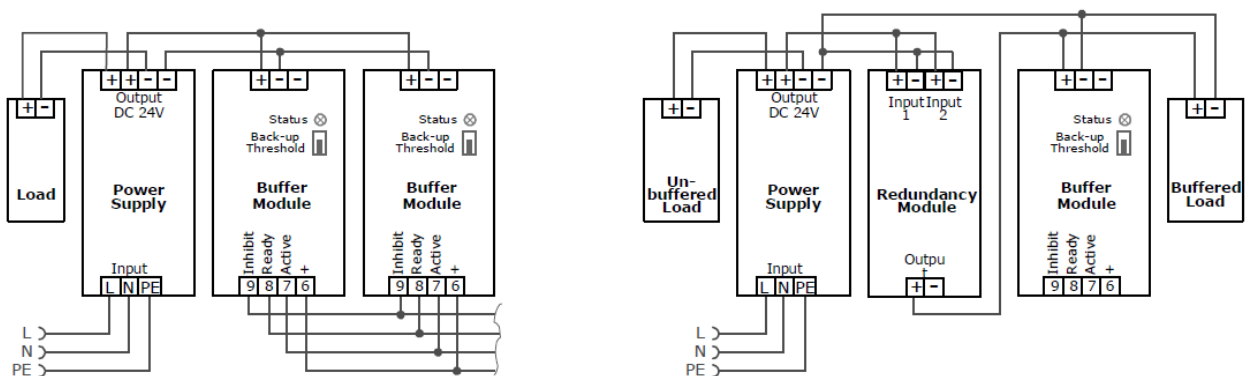 + + - -
Output
DC 24V
+ -
Load
Power
Supply
Input
L N PE
L
N
PE
+ - -
Status
Back-up
Threshold
Buffer
Module
Inhibit
Ready
Active
+
9 8 7 6
+ - -
Status
Back-up
Threshold
Buffer
Module
Inhibit
Ready
Active
+
9 8 7 6
+ -
Un-
buffered
Load
+ + - -
Output
DC 24V
Power
Supply
Input
L N PE
L
N
PE
+ - + -
Input Input
1 2
Redundancy
Module
Outpu
t
+ -
+ - -
Status
Back-up
Threshold
Buffer
Module
Inhibit
Ready
Active
+
9 8 7 6
+ -
Buffered
Load